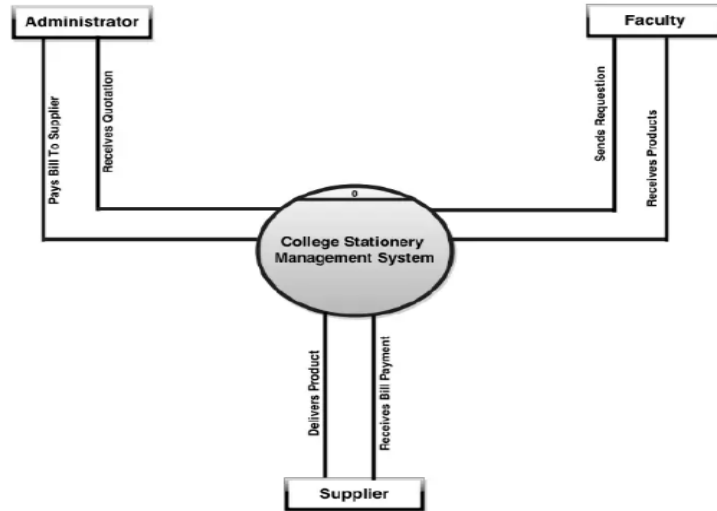 Administrator
Faculty
Pays Bill To Supplier
Receives Quotation
Sends Requestion
Receives Products
0
College Stationery
Management System
Delivers Product
Receives Bill Payment
Supplier